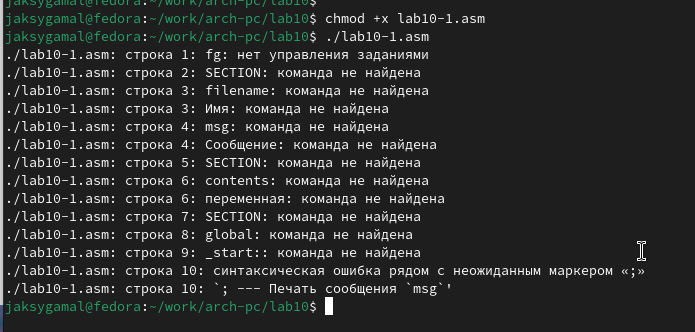 jaksygamal@fedora:~/work/arch-pc/lab10$
jaksygamal@fedora:~/work/arch-pc/lab10$ chmod +x lab10-1.asm
jaksygamal@fedora:~/work/arch-pc/lab10$ ./lab10-1.asm
./lab10-1.asm: строка 1: fg: нет управления заданиями
./lab10-1.asm: строка 2: SECTION: команда не найдена
./lab10-1.asm: строка 3: filename: команда не найдена
./lab10-1.asm: строка 3: Имя: команда не найдена
./lab10-1.asm: строка 4: msg: команда не найдена
./lab10-1.asm: строка 4: Сообщение: команда не найдена
./lab10-1.asm: строка 5: SECTION: команда не найдена
./lab10-1.asm: строка 6: contents: команда не найдена
./lab10-1.asm: строка 6: переменная: команда не найдена
./lab10-1.asm: строка 7: SECTION: команда не найдена
./lab10-1.asm: строка 8: global: команда не найдена
./lab10-1.asm: строка 9: _start:: команда не найдена
./lab10-1.asm: строка 10: синтаксическая ошибка рядом с неожиданным маркером «;»
./lab10-1.asm: строка 10: `; --- Печать сообщения `msg`'
jaksygamal@fedora:~/work/arch-pc/lab10$